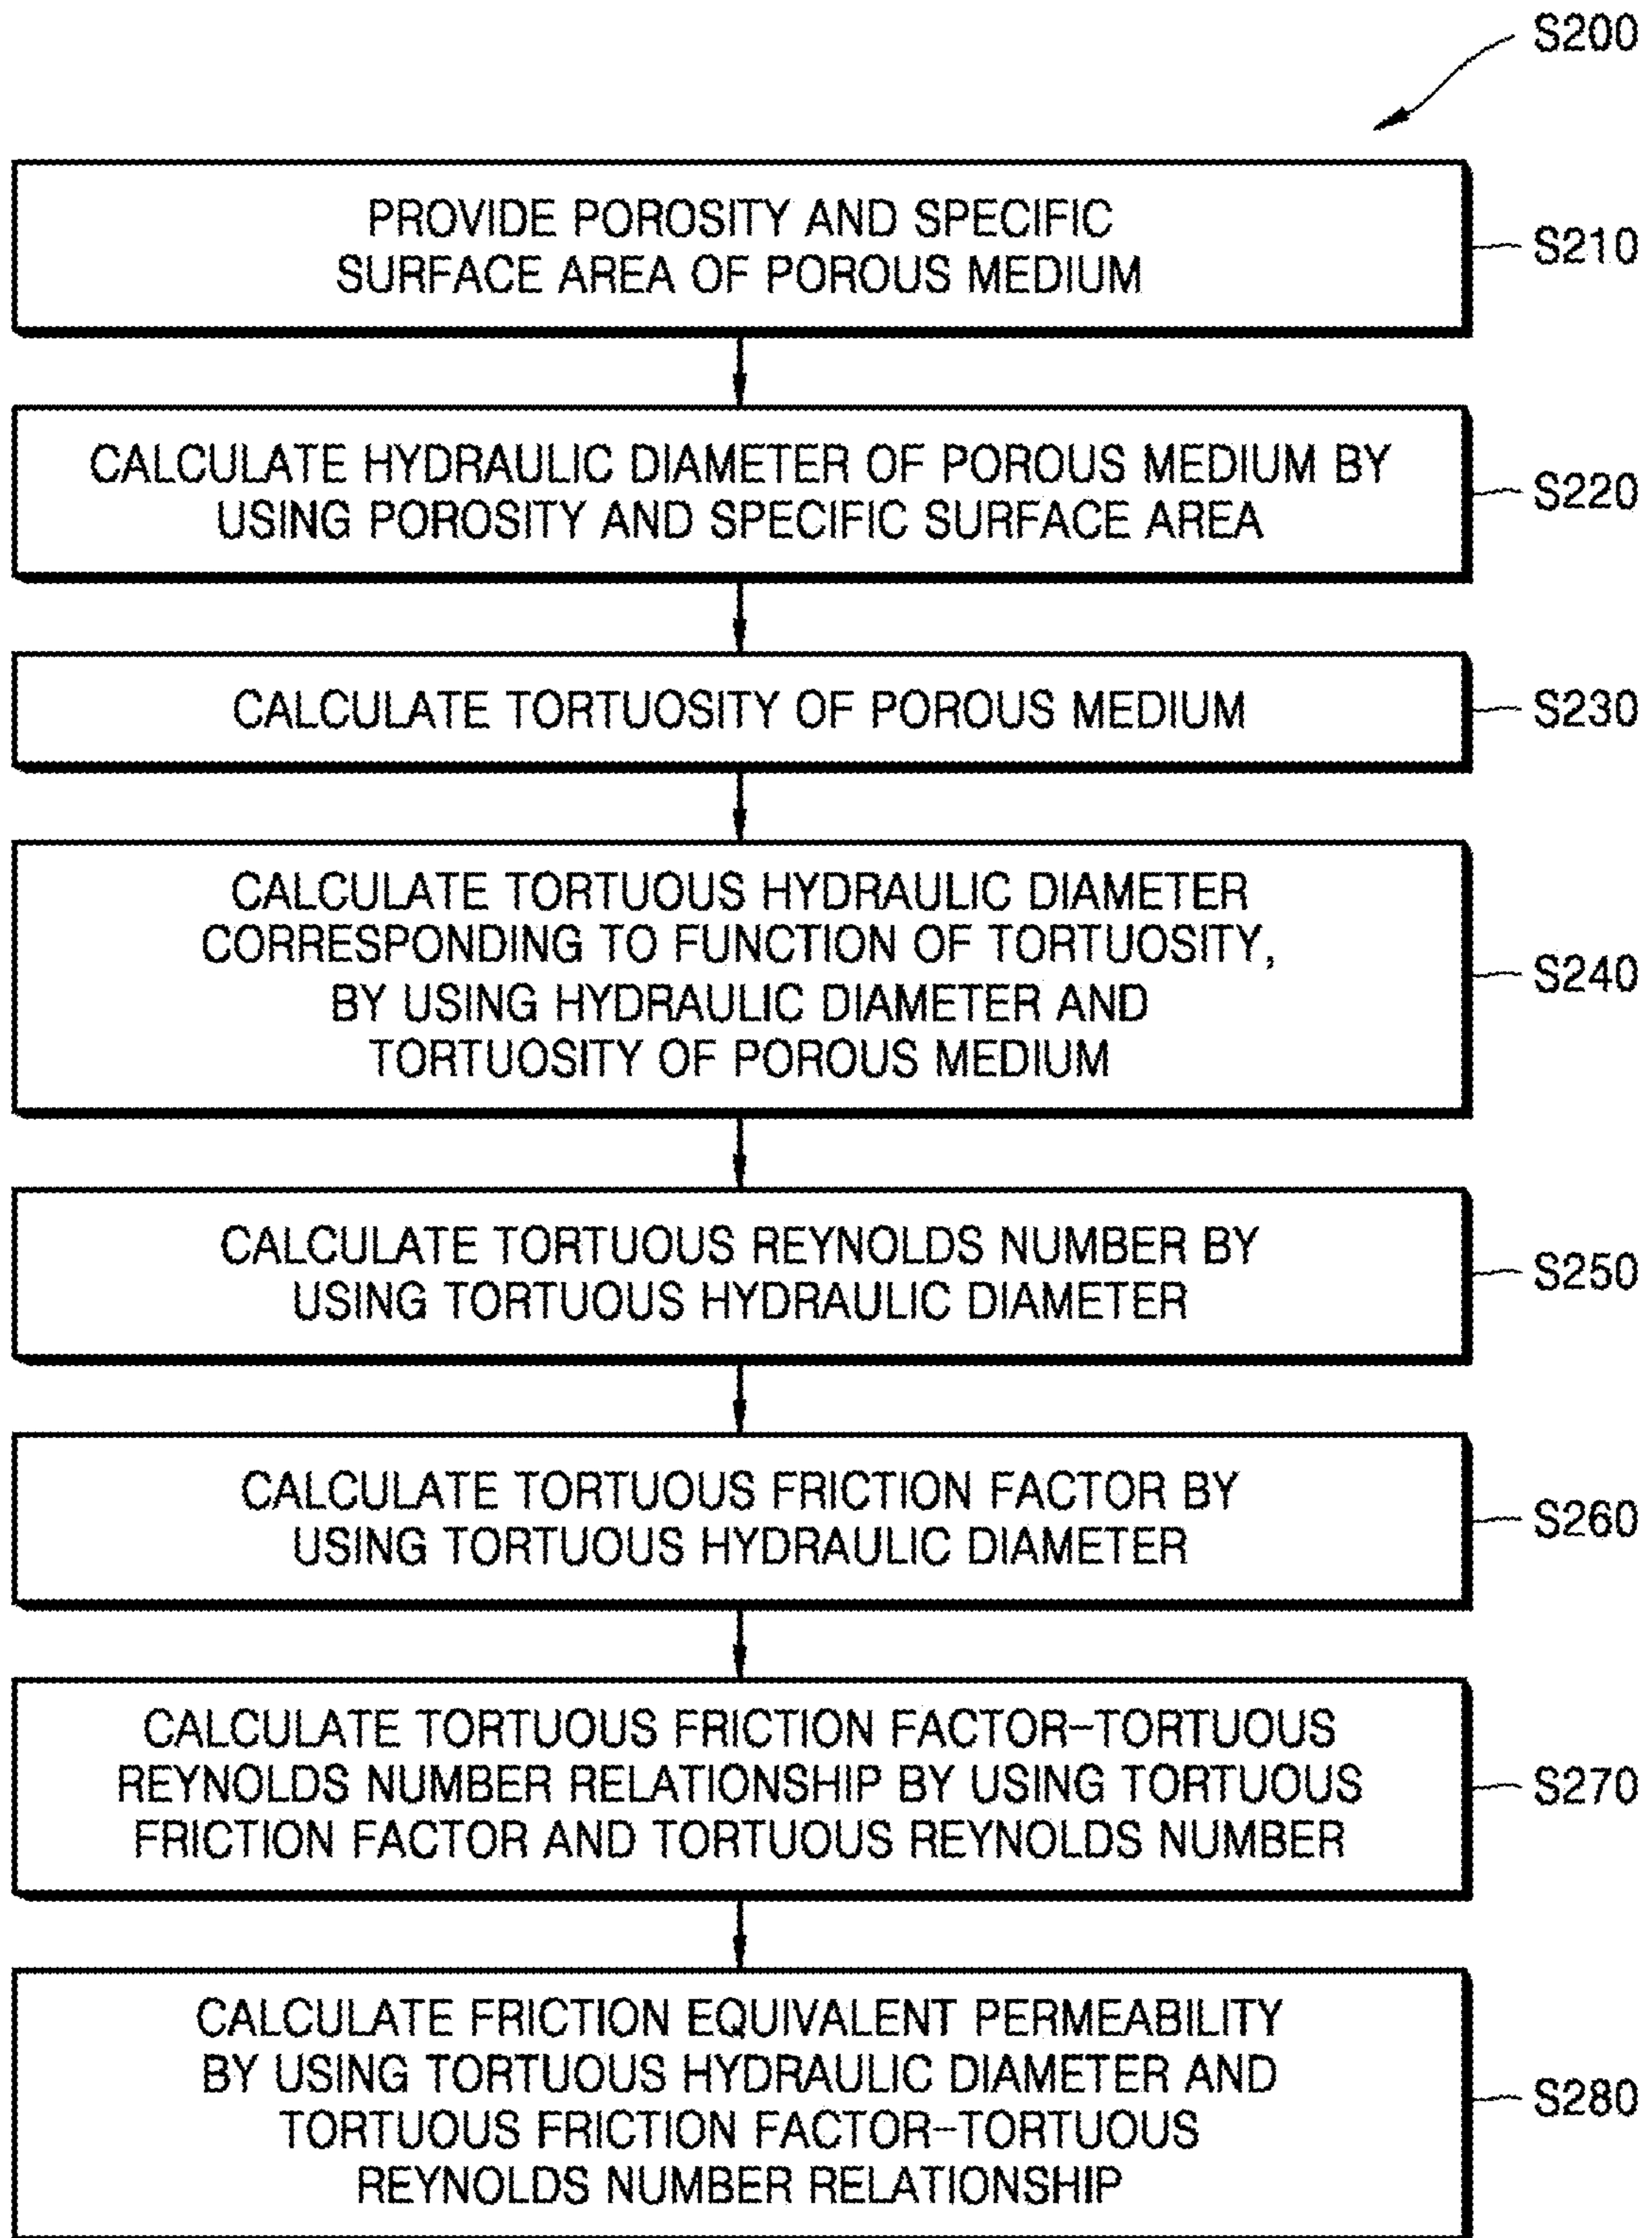 S200
PROVIDE POROSITY AND SPECIFIC
SURFACE AREA OF POROUS MEDIUM
S210
CALCULATE HYDRAULIC DIAMETER OF POROUS MEDIUM BY
USING POROSITY AND SPECIFIC SURFACE AREA
S220
CALCULATE TORTUOSITY OF POROUS MEDIUM
S230
CALCULATE TORTUOUS HYDRAULIC DIAMETER
CORRESPONDING TO FUNCTION OF TORTUOSITY,
BY USING HYDRAULIC DIAMETER AND
TORTUOSITY OF POROUS MEDIUM
S240
CALCULATE TORTUOUS REYNOLDS NUMBER BY
USING TORTUOUS HYDRAULIC DIAMETER
S250
CALCULATE TORTUOUS FRICTION FACTOR BY
USING TORTUOUS HYDRAULIC DIAMETER
S260
CALCULATE TORTUOUS FRICTION FACTOR-TORTUOUS
REYNOLDS NUMBER RELATIONSHIP BY USING TORTUOUS
FRICTION FACTOR AND TORTUOUS REYNOLDS NUMBER
S270
CALCULATE FRICTION EQUIVALENT PERMEABILITY
BY USING TORTUOUS HYDRAULIC DIAMETER AND
TORTUOUS FRICTION FACTOR-TORTUOUS
REYNOLDS NUMBER RELATIONSHIP
S280